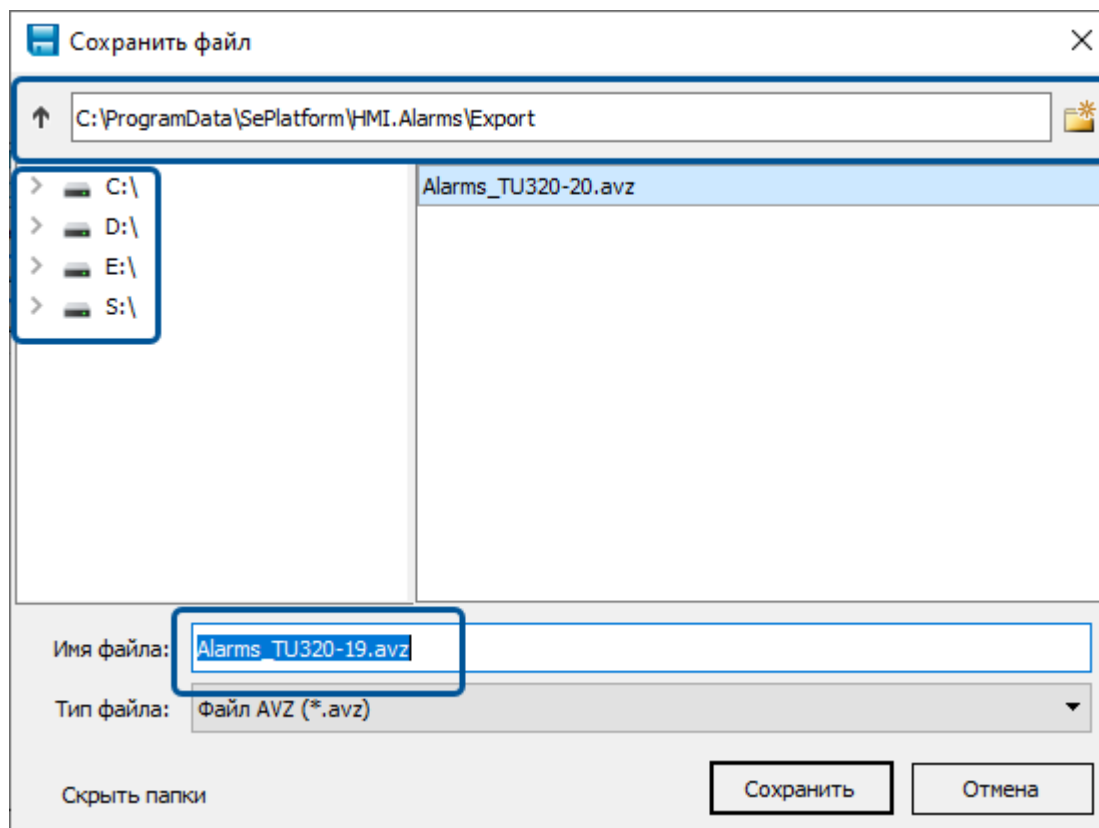 Сохранить файл
C:\ProgramData\SePlatform\HMI.Alarms\Export
C:\
D:\
E:\
S:\
Alarms_TU320-20.avz
Имя файла: Alarms_TU320-19.avz
Тип файла: Файл AVZ (*.avz)
Скрыть папки
Сохранить
Отмена